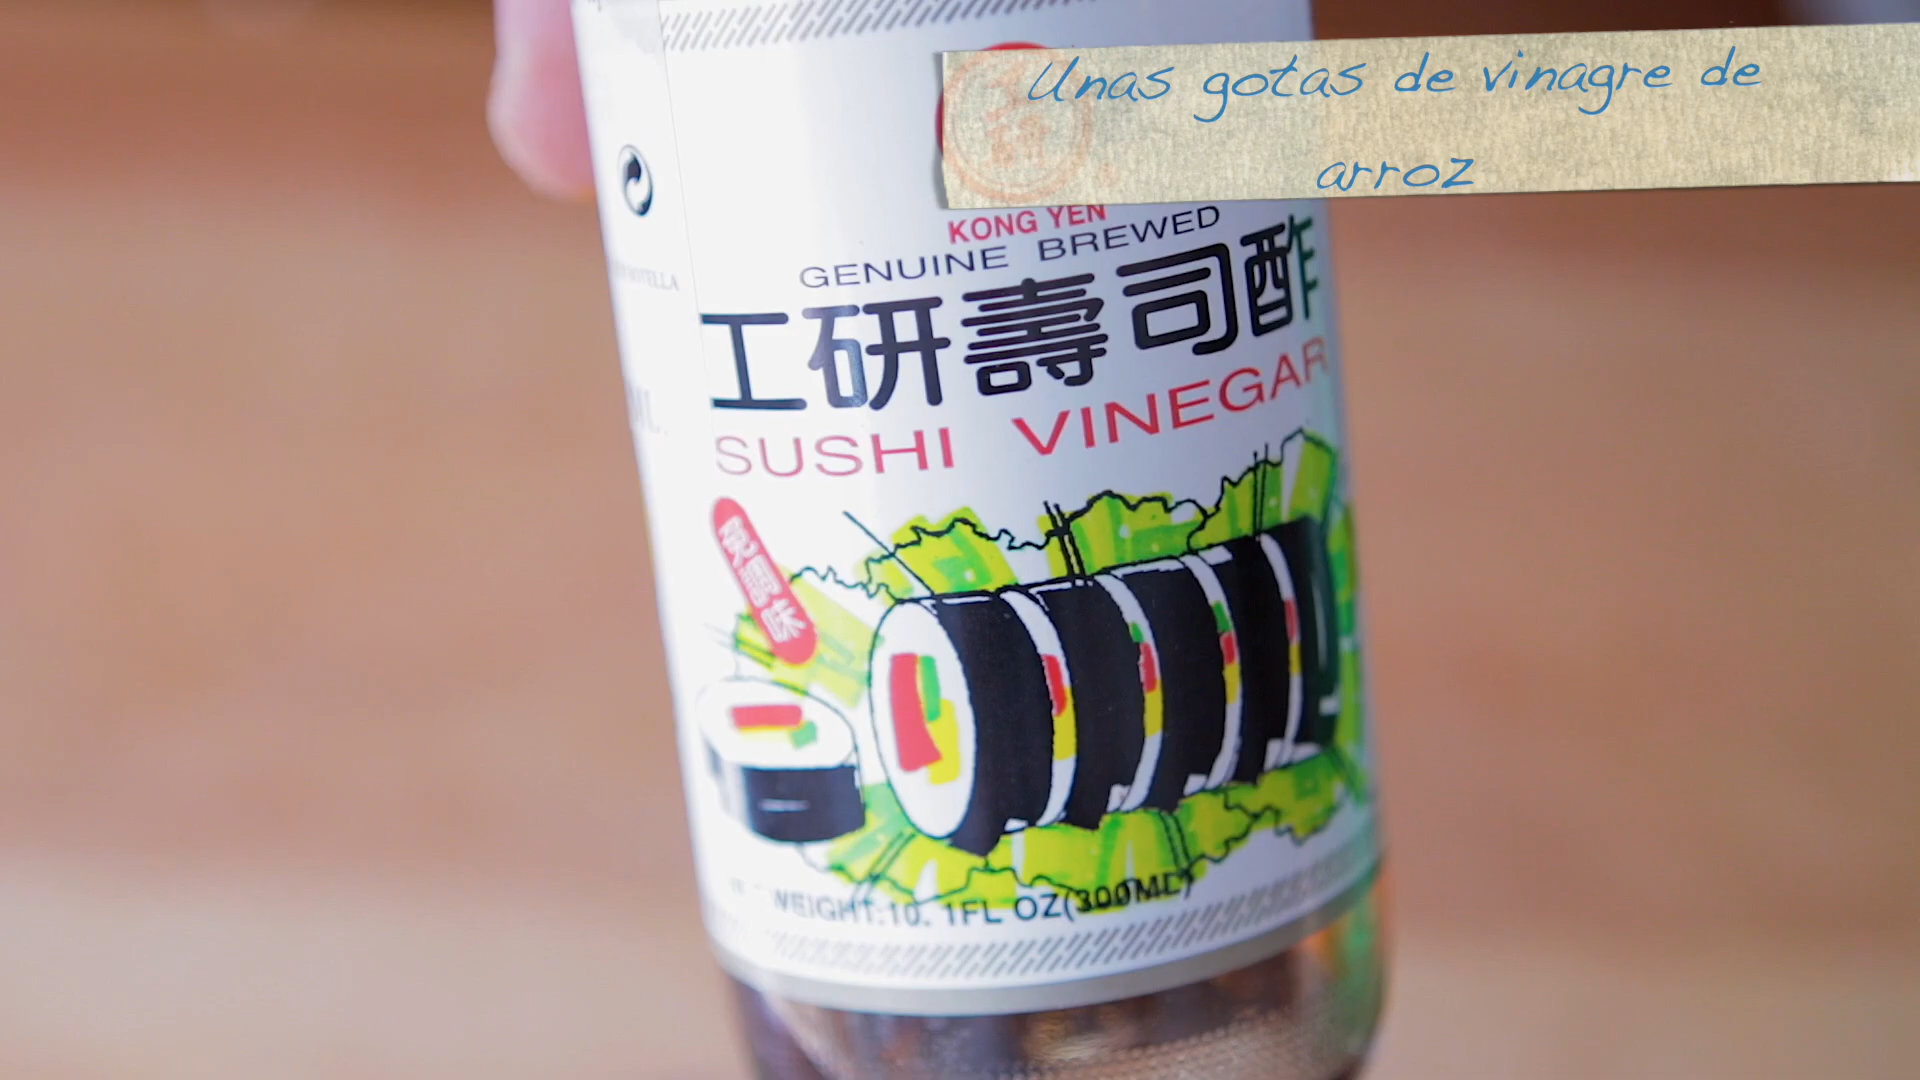 Unas gotas de vinagre de
arroz
KONG YEN
GENUINE BREWED
工研壽司酢
SUSHI VINEGAR
WEIGHT:10. 1FL OZ(300ML)